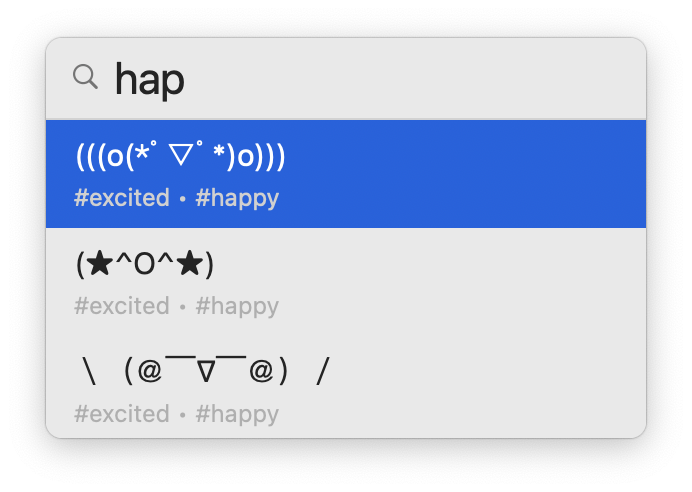 hap
(((o(*ﾟ▽ﾟ*)o)))
#excited • #happy
(★^O^★)
#excited • #happy
\ (@￣∇￣@) /
#excited • #happy